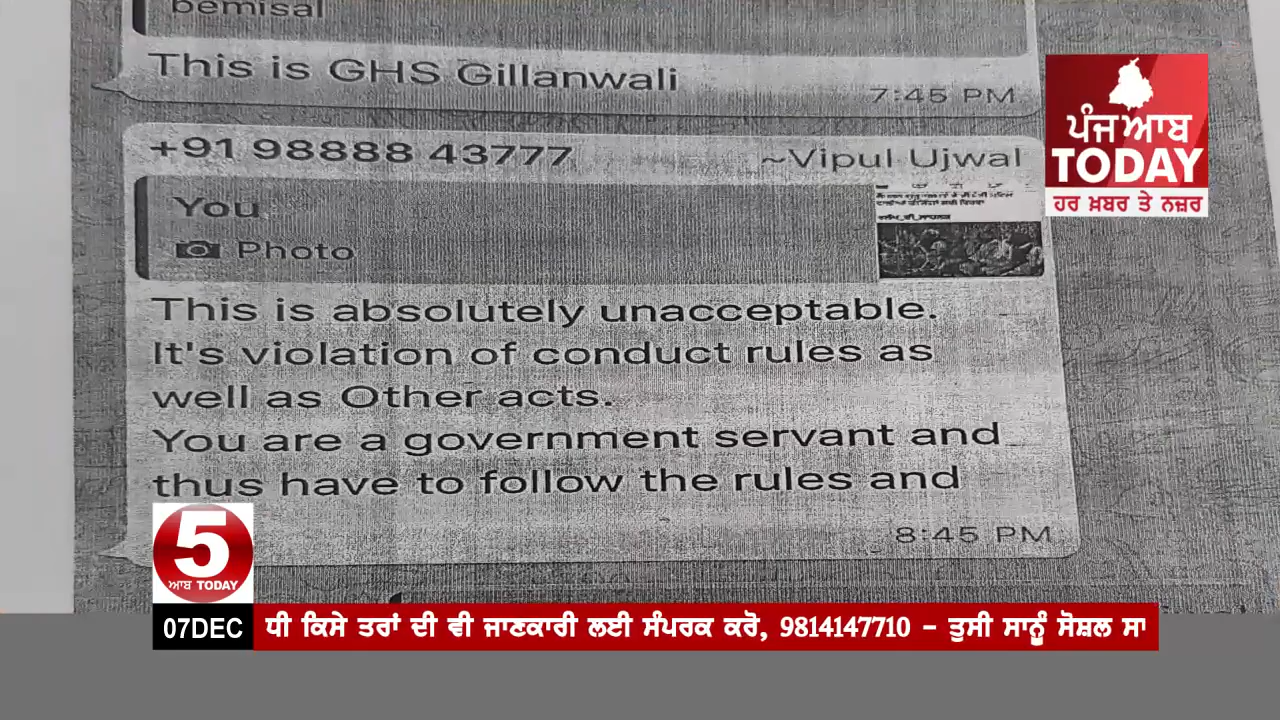 bemisal
This is GHS Gillanwali
7:45 PM
+91 98888 43777
~Vipul Ujwal
You
Photo
This is absolutely unacceptable.
It's violation of conduct rules as
well as Other acts.
You are a government servant and
thus have to follow the rules and
8:45 PM
ਪੰਜ ਆਬ
TODAY
ਹਰ ਖ਼ਬਰ ਤੇ ਨਜ਼ਰ
5
ਆਬ TODAY
07DEC
ਧੀ ਕਿਸੇ ਤਰਾਂ ਦੀ ਵੀ ਜਾਣਕਾਰੀ ਲਈ ਸੰਪਰਕ ਕਰੋ, 9814147710 - ਤੁਸੀ ਸਾਨੂੰ ਸੋਸ਼ਲ ਸਾ